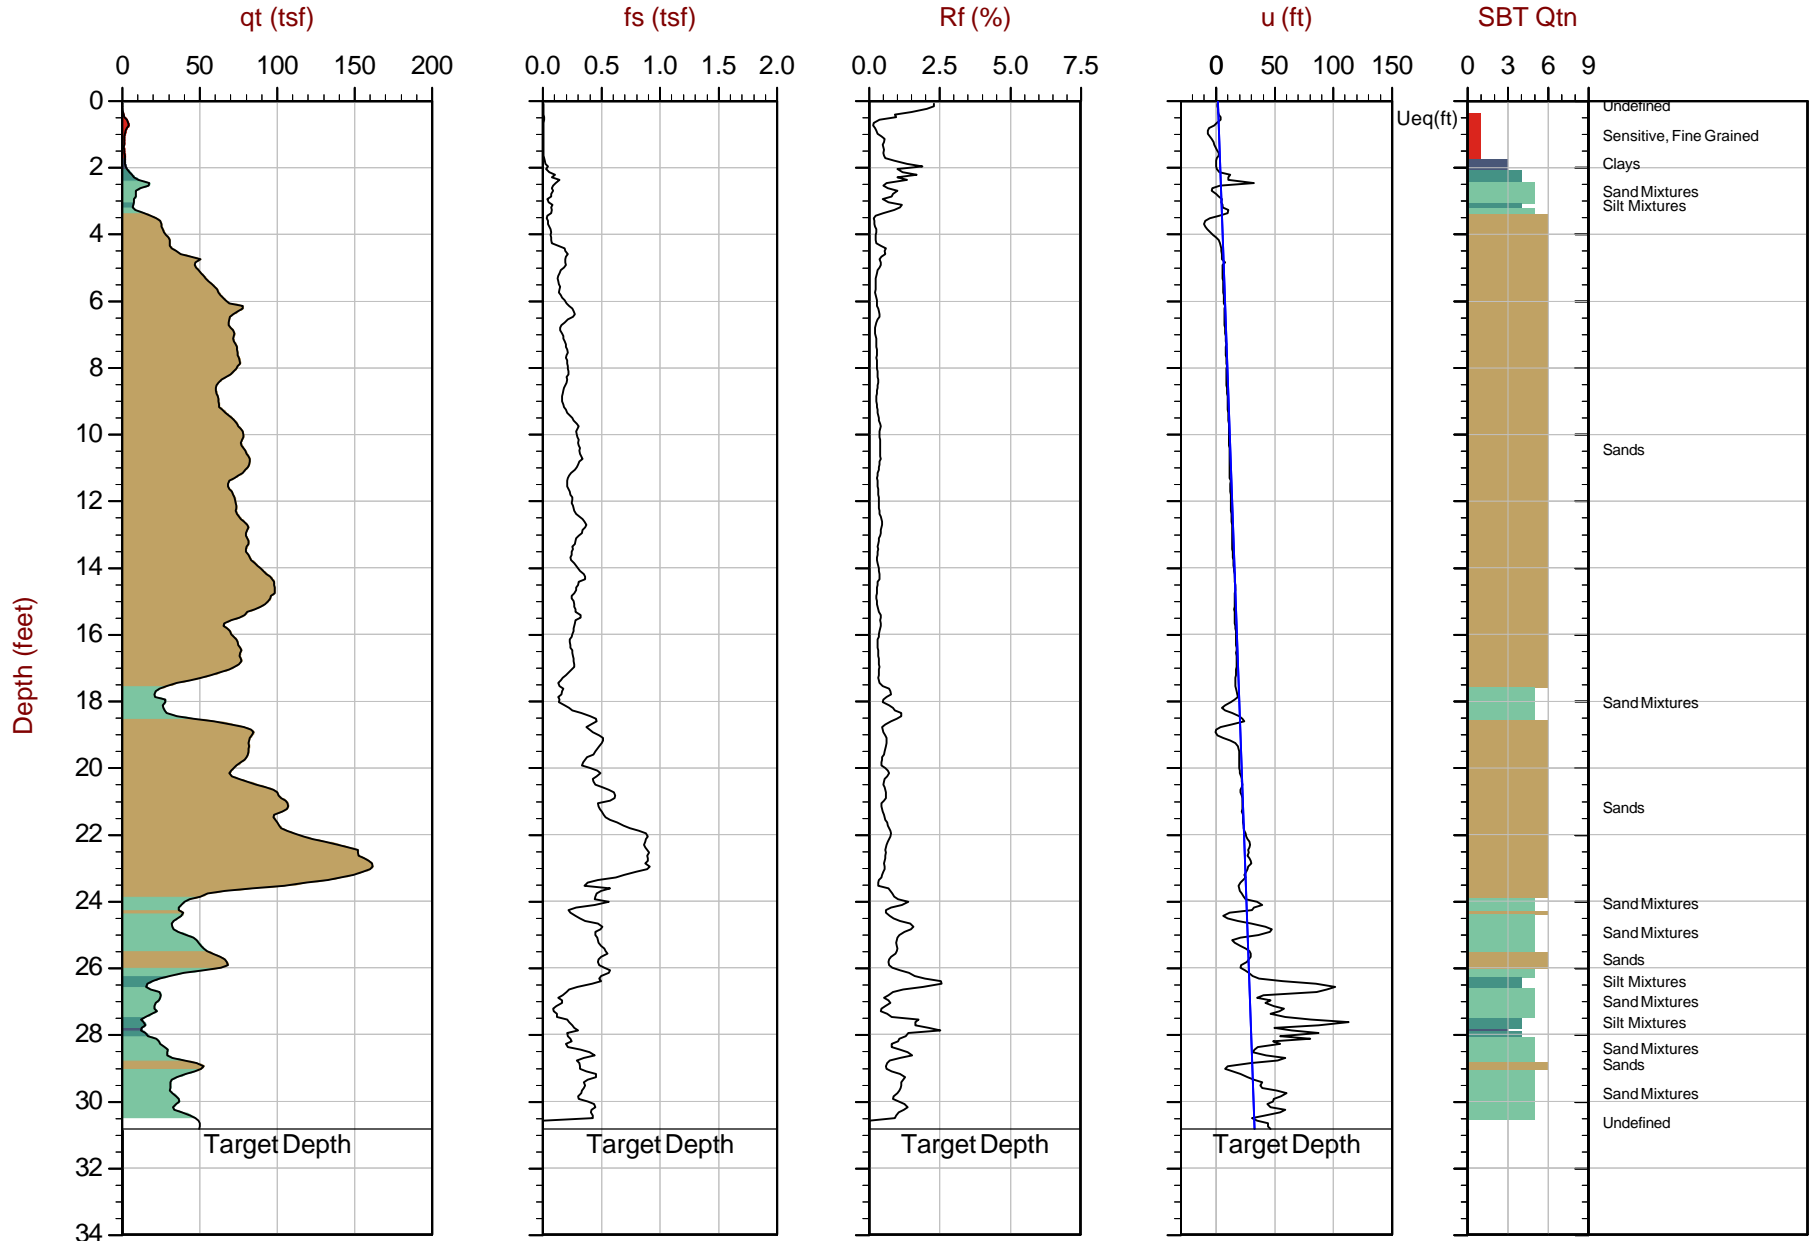 qt (tsf) fs (tsf) Rf (%) u (ft) SBT Qtn
0 50 100 150 200 0.0 0.5 1.0 1.5 2.0 0.0 2.5 5.0 7.5 0 50 100 150 0 3 6 9
0
Undefined
Ueq(ft)
Sensitive, Fine Grained
2
Clays
Sand Mixtures
Silt Mixtures
4
6
8
10
Sands
12
14
16
Depth (feet)
18
Sand Mixtures
20
Sands
22
24
Sand Mixtures
Sand Mixtures
26
Sands
Silt Mixtures
Sand Mixtures
28
Silt Mixtures
Sand Mixtures
Sands
30
Sand Mixtures
Undefined
Target Depth Target Depth Target Depth Target Depth
32
34